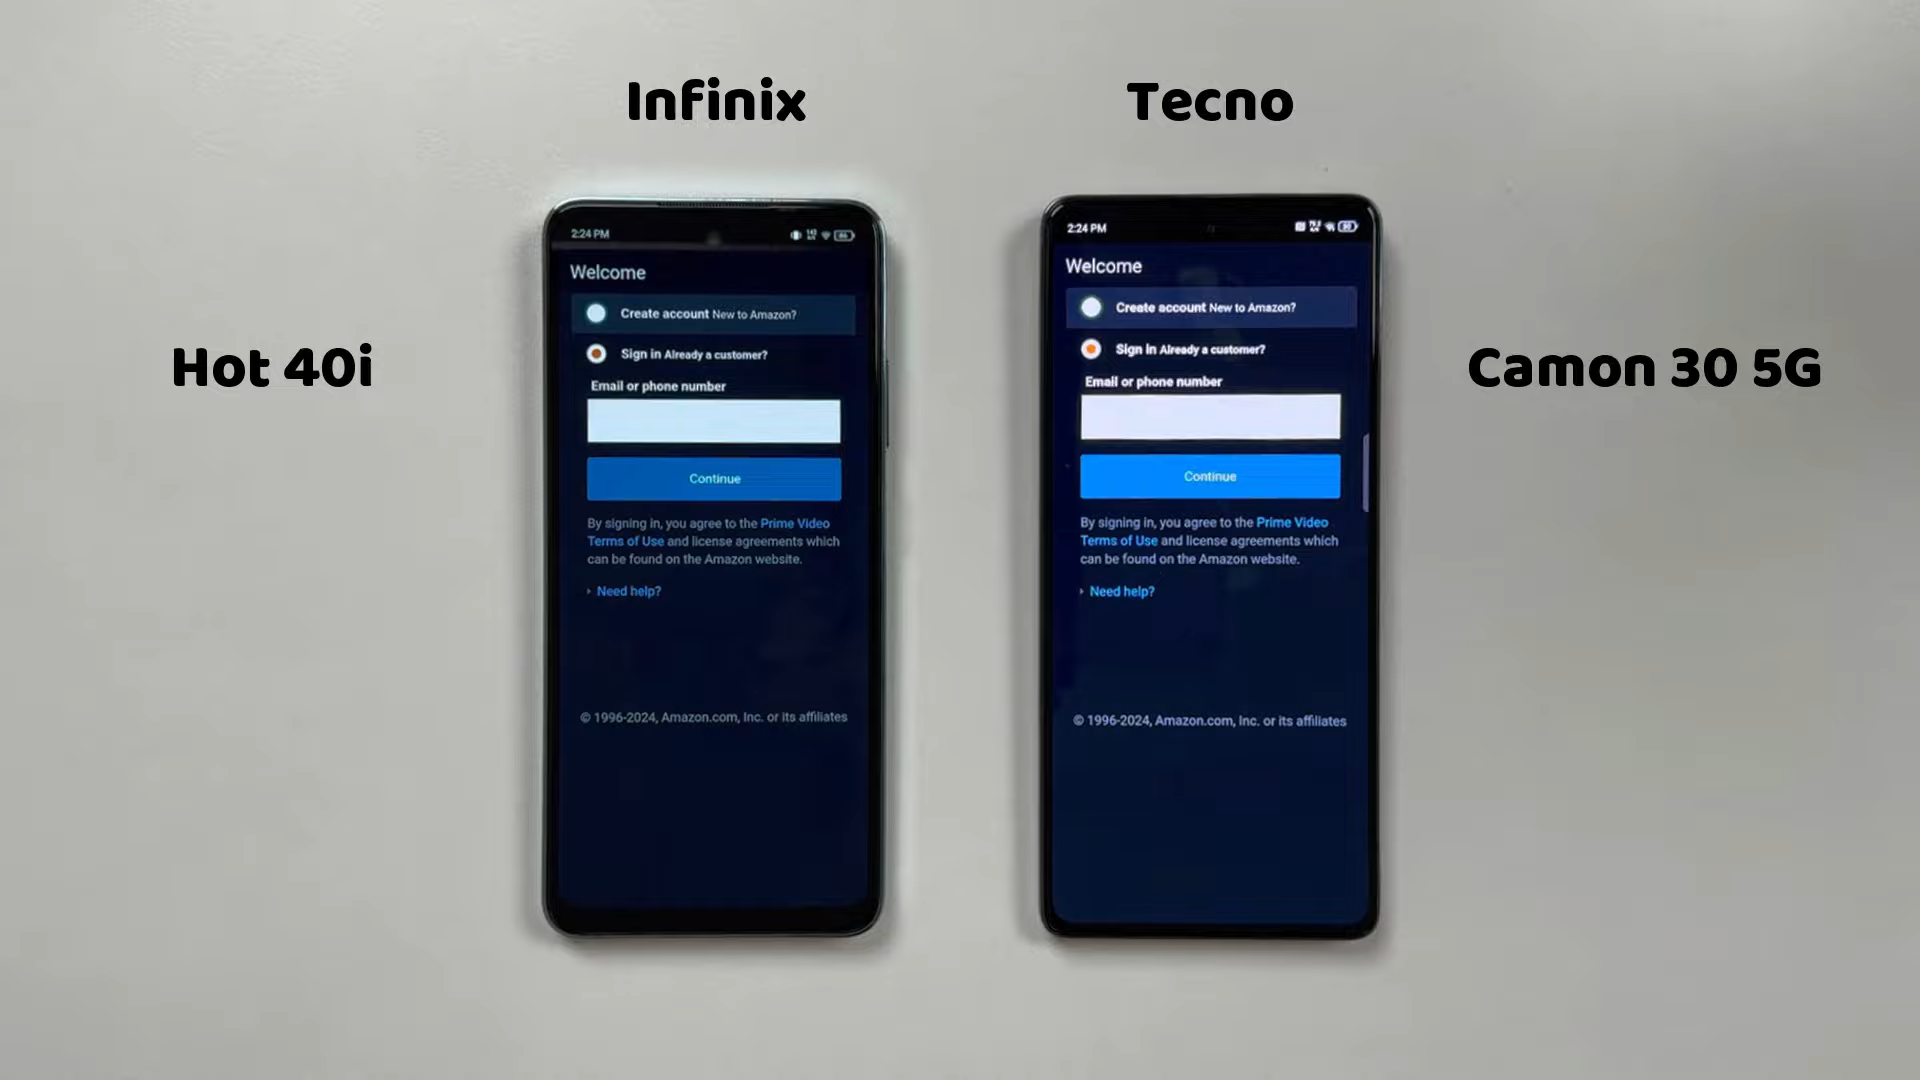 Infinix
Tecno
Hot 40i
Camon 30 5G
2:24 PM
Welcome
Create account New to Amazon?
Sign in Already a customer?
Email or phone number
Continue
By signing in, you agree to the Prime Video
Terms of Use and license agreements which
can be found on the Amazon website.
Need help?
© 1996-2024, Amazon.com, Inc. or its affiliates
2:24 PM
Welcome
Create account New to Amazon?
Sign in Already a customer?
Email or phone number
Continue
By signing in, you agree to the Prime Video
Terms of Use and license agreements which
can be found on the Amazon website.
Need help?
© 1996-2024, Amazon.com, Inc. or its affiliates